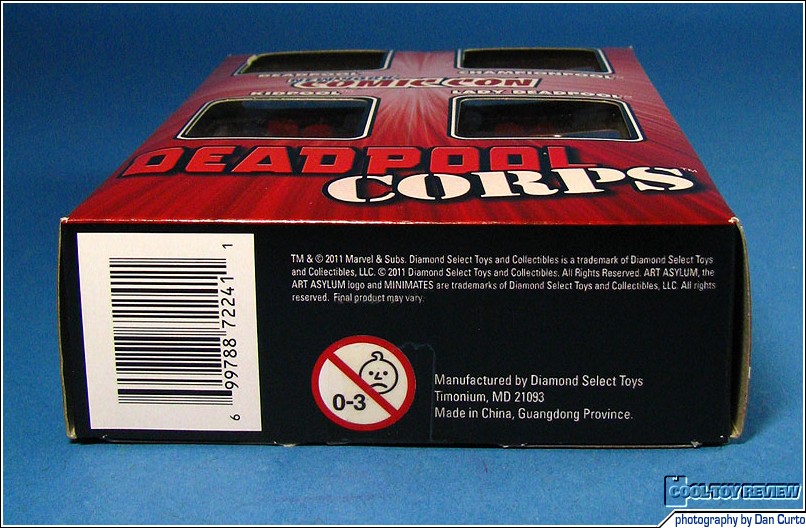 DEADPOOL
CHAMPIONPOOL™
COMIC CON
KIDPOOL™
LADY DEADPOOL™
DEADPOOL
CORPS™
TM & © 2011 Marvel & Subs. Diamond Select Toys and Collectibles is a trademark of Diamond Select Toys
and Collectibles, LLC. © 2011 Diamond Select Toys and Collectibles. All Rights Reserved. ART ASYLUM, the
ART ASYLUM logo and MINIMATES are trademarks of Diamond Select Toys and Collectibles, LLC. All rights
reserved. Final product may vary.
6 99788 72241 1
0-3
Manufactured by Diamond Select Toys
Timonium, MD 21093
Made in China, Guangdong Province.
COOL TOY REVIEW
photography by Dan Curto